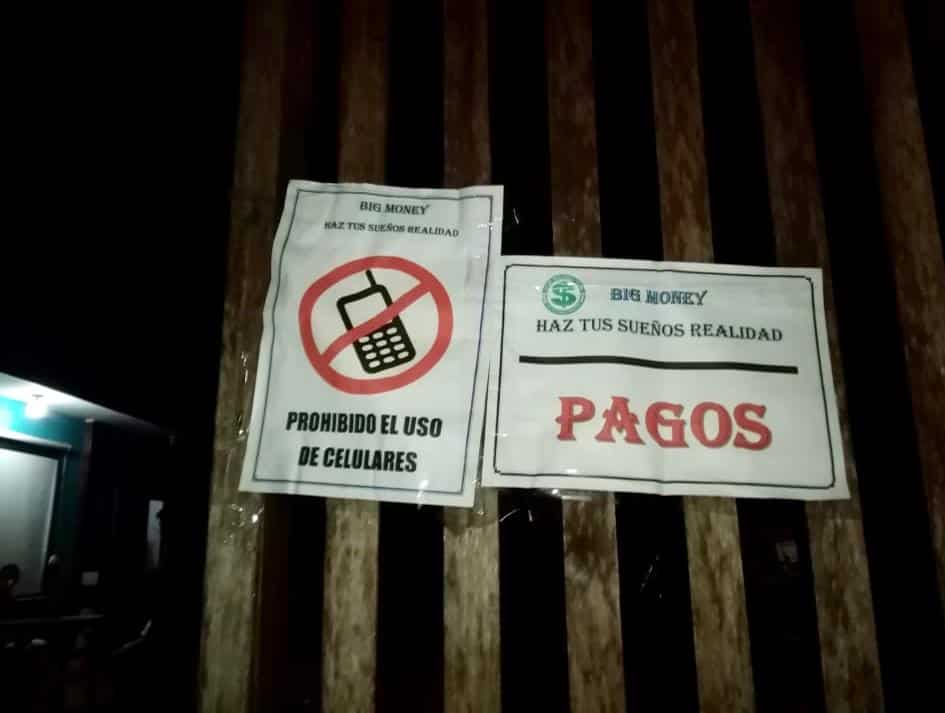 BIG MONEY
HAZ TUS SUEÑOS REALIDAD
PROHIBIDO EL USO
DE CELULARES
BIG MONEY
HAZ TUS SUEÑOS REALIDAD
PAGOS